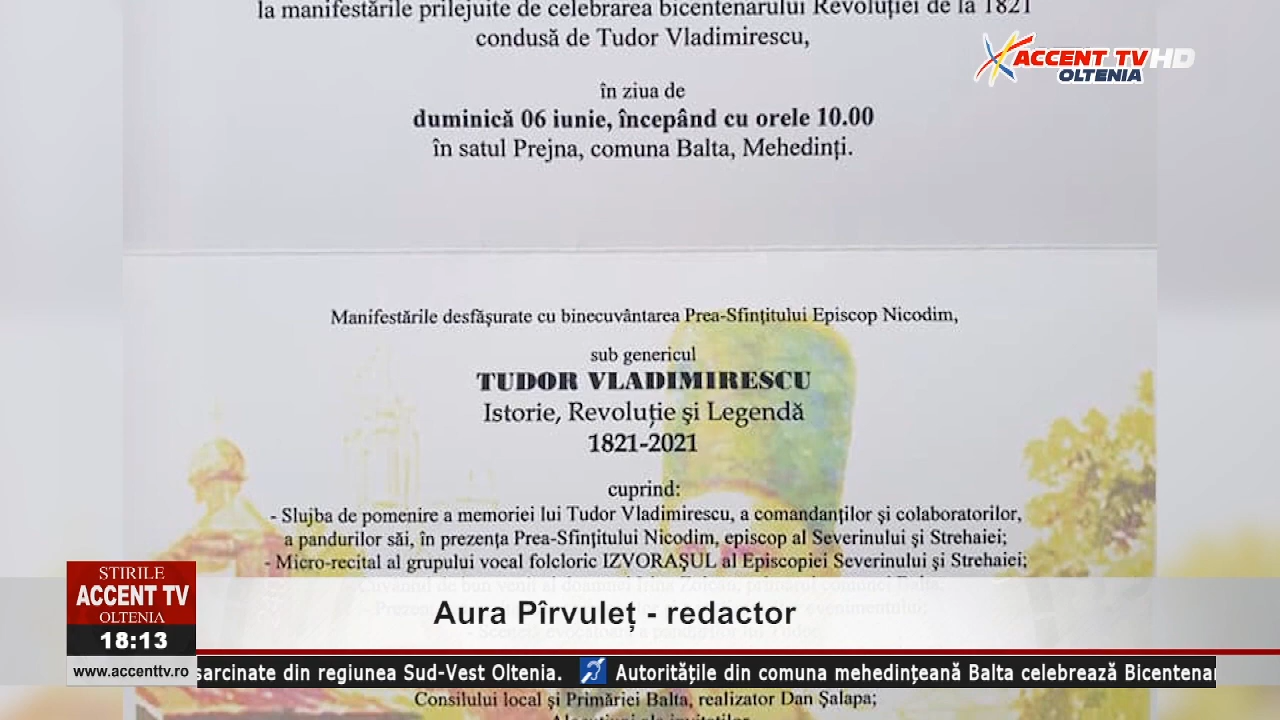 la manifestările prilejuite de celebrarea bicentenarului Revoluției de la 1821
condusă de Tudor Vladimirescu,
ACCENT TV HD
OLTENIA
în ziua de
duminică 06 iunie, începând cu orele 10.00
în satul Prejna, comuna Balta, Mehedinți.
Manifestările desfășurate cu binecuvântarea Prea-Sfințitului Episcop Nicodim,
sub genericul
TUDOR VLADIMIRESCU
Istorie, Revoluție și Legendă
1821-2021
cuprind:
- Slujba de pomenire a memoriei lui Tudor Vladimirescu, a comandanților și colaboratorilor,
a pandurilor săi, în prezența Prea-Sfințitului Nicodim, episcop al Severinului și Strehaiei;
- Micro-recital al grupului vocal folcloric IZVORAȘUL al Episcopiei Severinului și Strehaiei;
STIRILE
ACCENT TV
OLTENIA
18:13
www.accenttv.ro
Aura Pîrvuleț - redactor
sarcinate din regiunea Sud-Vest Oltenia. Autoritățile din comuna mehedințeană Balta celebrează Bicentenar
Consilului local și Primăriei Balta, realizator Dan Șalapa;